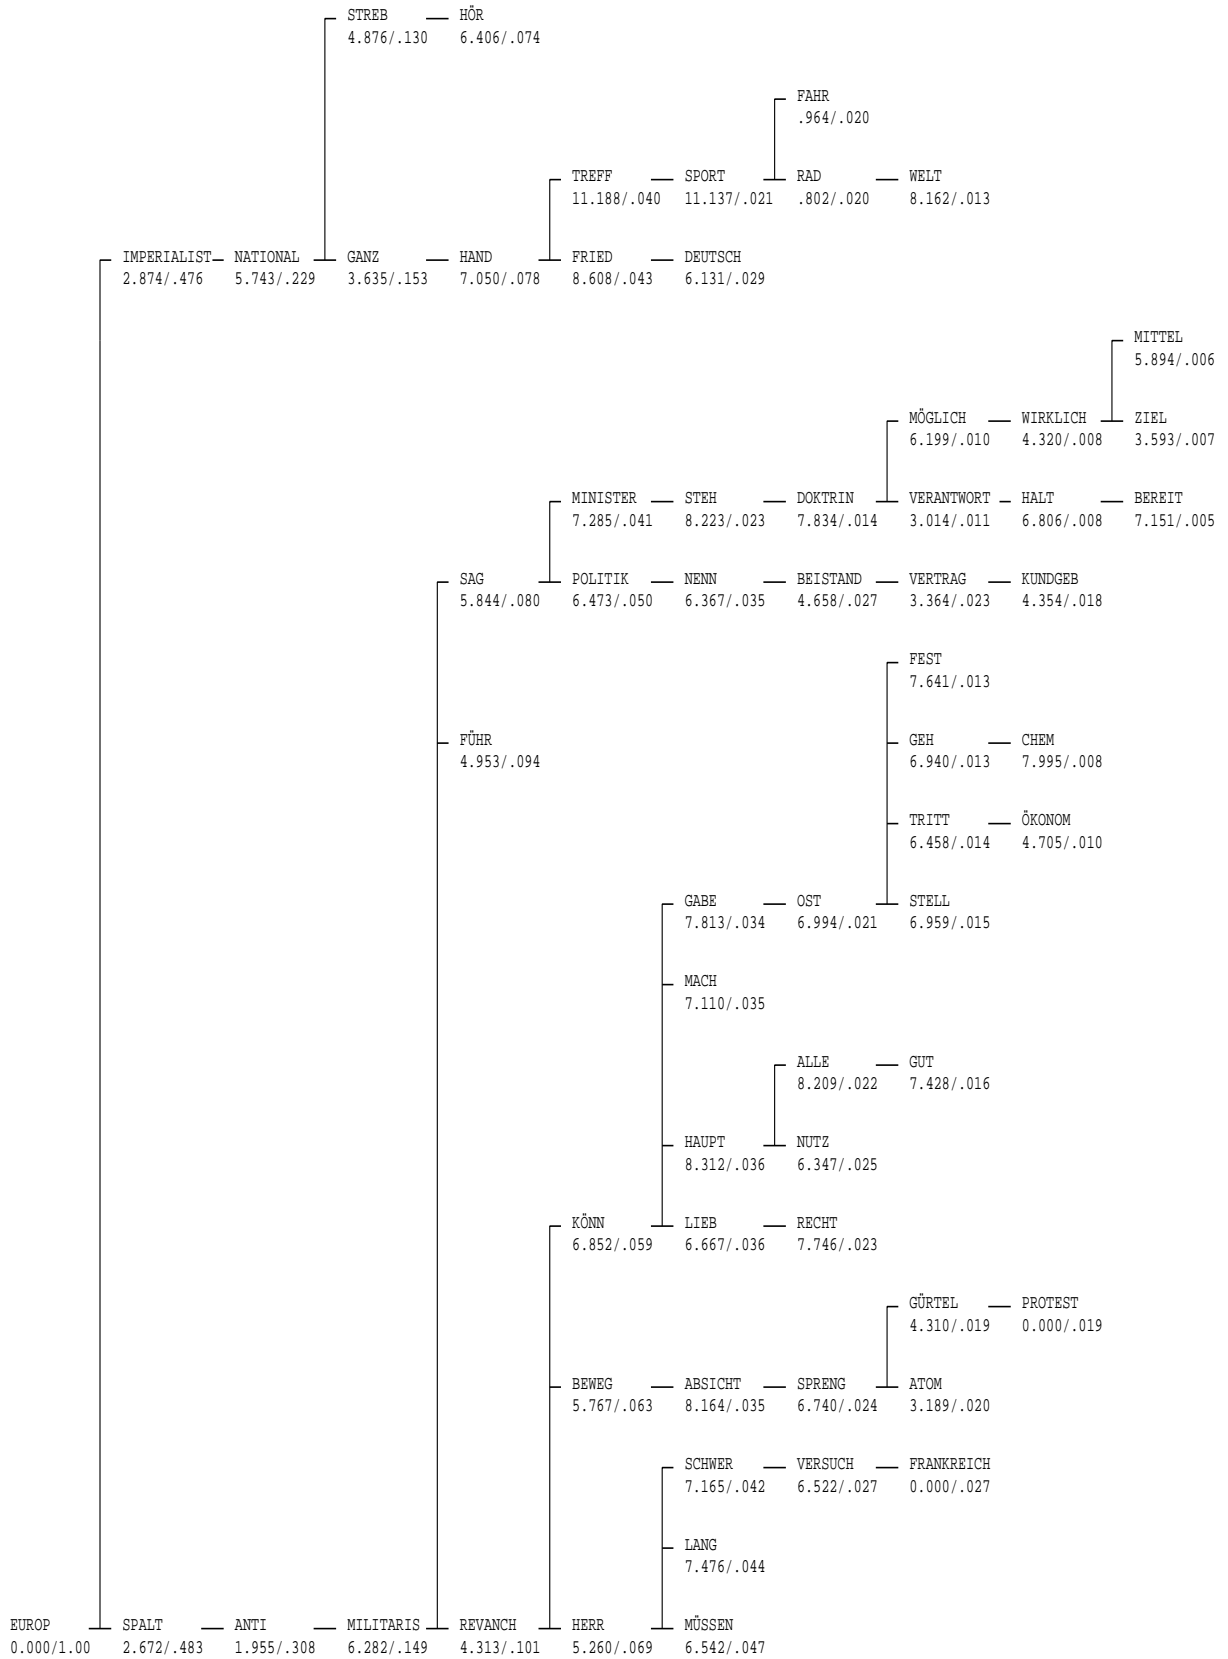 STREB HÖR
4.876/.130 6.406/.074
FAHR
.964/.020
TREFF SPORT RAD WELT
11.188/.040 11.137/.021 .802/.020 8.162/.013
IMPERIALIST NATIONAL GANZ HAND FRIED DEUTSCH
2.874/.476 5.743/.229 3.635/.153 7.050/.078 8.608/.043 6.131/.029
MITTEL
5.894/.006
MÖGLICH WIRKLICH ZIEL
6.199/.010 4.320/.008 3.593/.007
MINISTER STEH DOKTRIN VERANTWORT HALT BEREIT
7.285/.041 8.223/.023 7.834/.014 3.014/.011 6.806/.008 7.151/.005
SAG POLITIK NENN BEISTAND VERTRAG KUNDGEB
5.844/.080 6.473/.050 6.367/.035 4.658/.027 3.364/.023 4.354/.018
FEST
7.641/.013
FÜHR GEH CHEM
4.953/.094 6.940/.013 7.995/.008
TRITT ÖKONOM
6.458/.014 4.705/.010
GABE OST STELL
7.813/.034 6.994/.021 6.959/.015
MACH
7.110/.035
ALLE GUT
8.209/.022 7.428/.016
HAUPT NUTZ
8.312/.036 6.347/.025
KÖNN LIEB RECHT
6.852/.059 6.667/.036 7.746/.023
GÜRTEL PROTEST
4.310/.019 0.000/.019
BEWEG ABSICHT SPRENG ATOM
5.767/.063 8.164/.035 6.740/.024 3.189/.020
SCHWER VERSUCH FRANKREICH
7.165/.042 6.522/.027 0.000/.027
LANG
7.476/.044
EUROP SPALT ANTI MILITARIS REVANCH HERR MÜSSEN
0.000/1.00 2.672/.483 1.955/.308 6.282/.149 4.313/.101 5.260/.069 6.542/.047